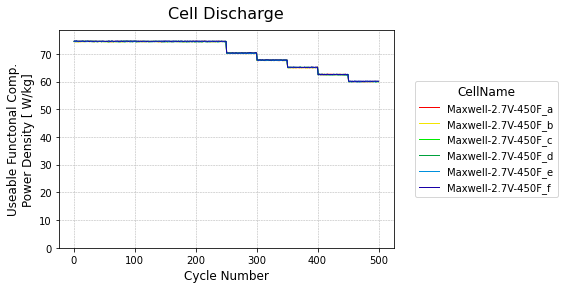 Cell Discharge
Useable Functonal Comp.
Power Density [ W/kg]
70
60
50
40
30
20
10
0
0 100 200 300 400 500
Cycle Number
CellName
Maxwell-2.7V-450F_a
Maxwell-2.7V-450F_b
Maxwell-2.7V-450F_c
Maxwell-2.7V-450F_d
Maxwell-2.7V-450F_e
Maxwell-2.7V-450F_f